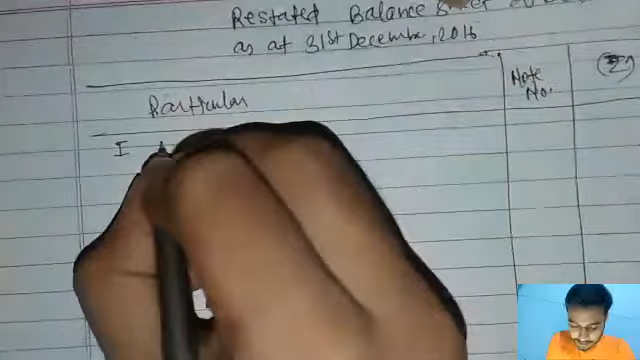 Restated Balance
as at 31st December, 2016
Particular
Note No.
(₹)
I